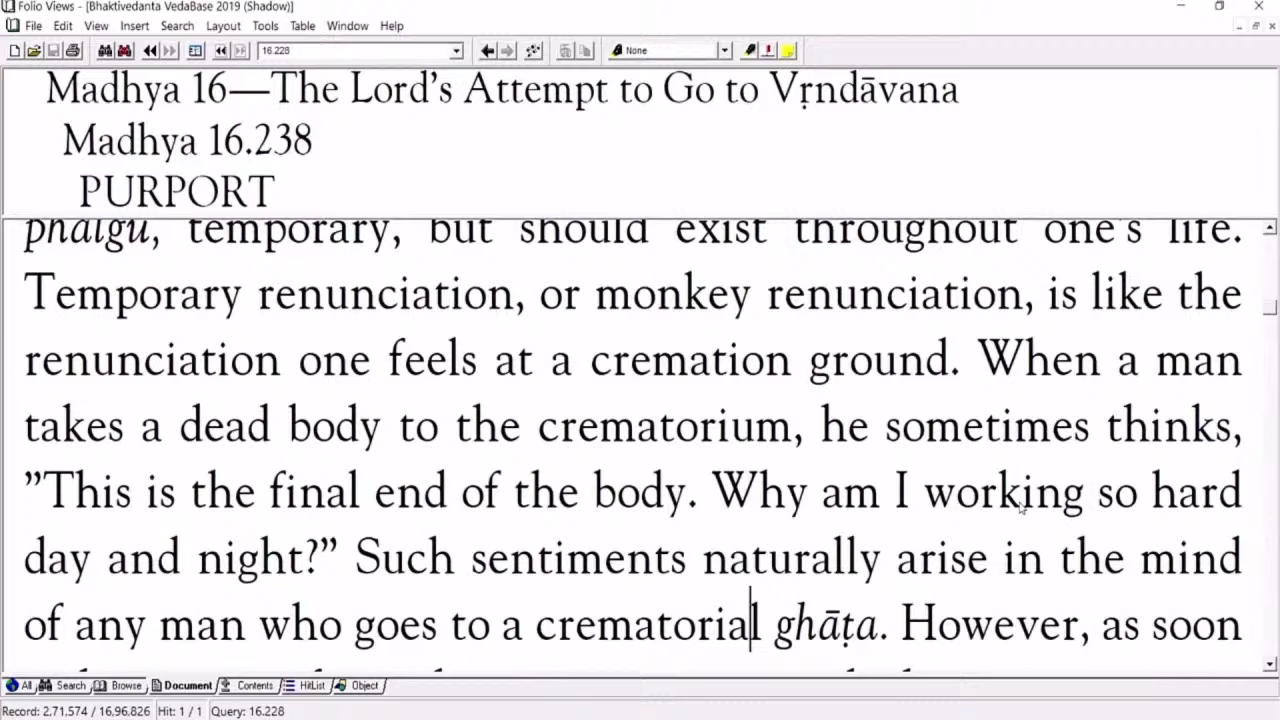 Folio Views - [Bhaktivedanta VedaBase 2019 (Shadow)]
File Edit View Insert Search Layout Tools Table Window Help
16.228 None
Madhya 16—The Lord’s Attempt to Go to Vṛndāvana
Madhya 16.238
PURPORT
phalgu, temporary, but should exist throughout one’s life.
Temporary renunciation, or monkey renunciation, is like the
renunciation one feels at a cremation ground. When a man
takes a dead body to the crematorium, he sometimes thinks,
”This is the final end of the body. Why am I working so hard
day and night?” Such sentiments naturally arise in the mind
of any man who goes to a crematorial ghāṭa. However, as soon
All Search Browse Document Contents HitList Object
Record: 2,71,574 / 16,96,826 Hit: 1 / 1 Query: 16.228